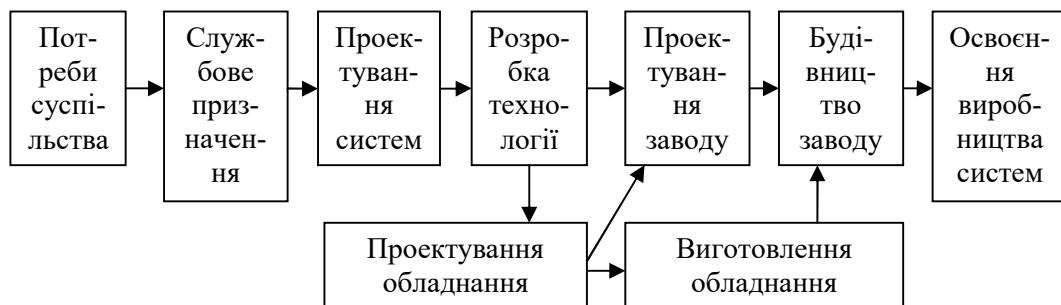 Пот-
реби
суспі-
льства
Служ-
бове
приз-
начен-
ня
Проек-
туван-
ня
систем
Розро-
бка
техно-
логії
Проек-
туван-
ня
заводу
Буді-
вниц-
тво
заводу
Освоєн-
ня
вироб-
ництва
систем
Проектування
обладнання
Виготовлення
обладнання